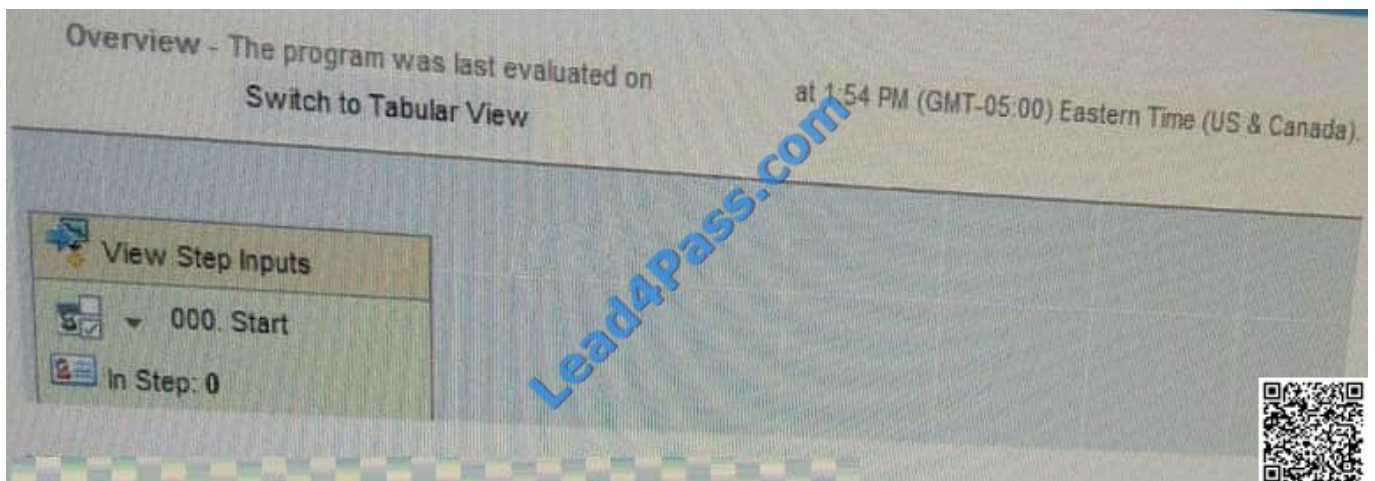 Overview - The program was last evaluated on at 1:54 PM (GMT-05:00) Eastern Time (US & Canada).
Switch to Tabular View
Lead4Pass.com
View Step Inputs
000. Start
In Step: 0